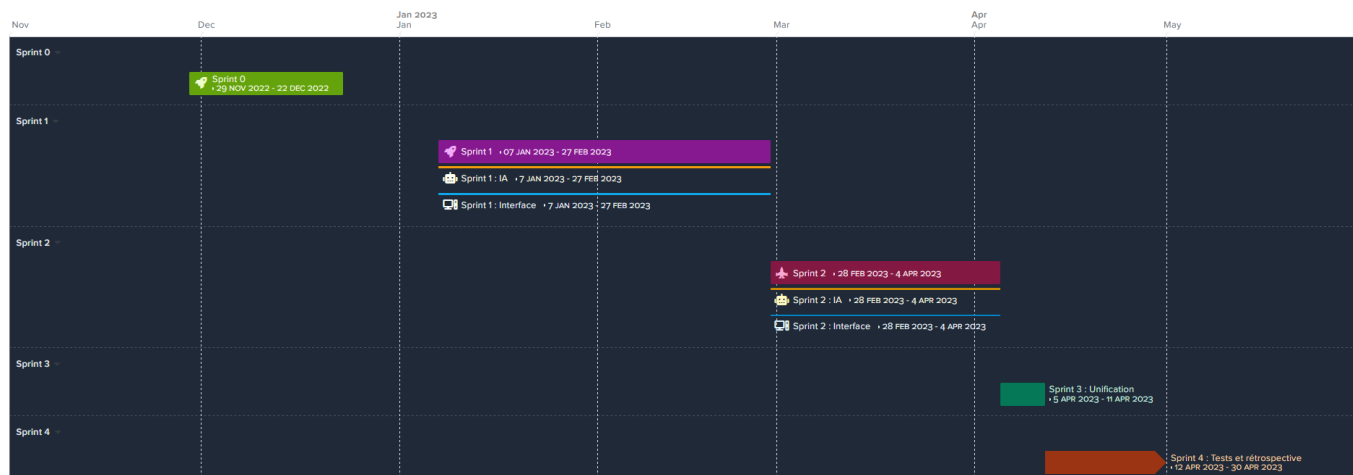 Jan 2023
Apr
Nov
Dec
Jan
Feb
Mar
Apr
May
Sprint 0
Sprint 0
29 NOV 2022 - 22 DEC 2022
Sprint 1
Sprint 1 07 JAN 2023 - 27 FEB 2023
Sprint 1 : IA 7 JAN 2023 - 27 FEB 2023
Sprint 1 : Interface 7 JAN 2023 - 27 FEB 2023
Sprint 2
Sprint 2 28 FEB 2023 - 4 APR 2023
Sprint 2 : IA 28 FEB 2023 - 4 APR 2023
Sprint 2 : Interface 28 FEB 2023 - 4 APR 2023
Sprint 3
Sprint 3 : Unification
5 APR 2023 - 11 APR 2023
Sprint 4
Sprint 4 : Tests et rétrospective
12 APR 2023 - 30 APR 2023